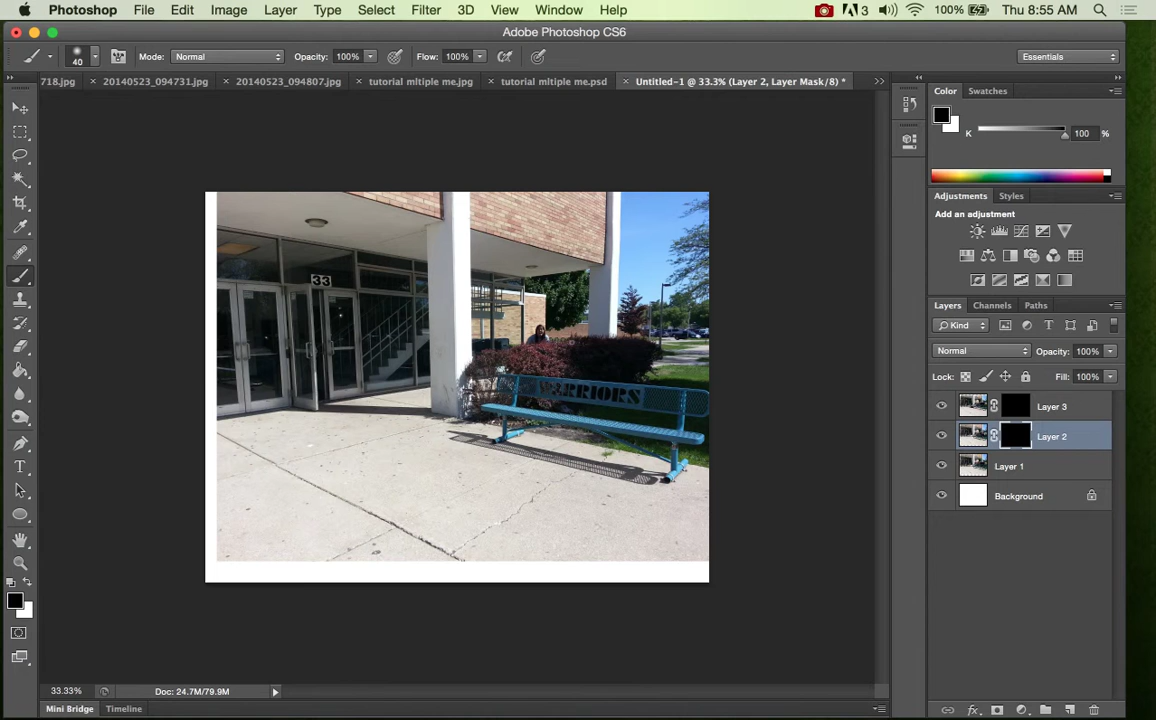 Photoshop File Edit Image Layer Type Select Filter 3D View Window Help 3 100% Thu 8:55 AM
Adobe Photoshop CS6
40 Mode: Normal Opacity: 100% Flow: 100% Essentials
718.jpg × 20140523_094731.jpg × 20140523_094807.jpg × tutorial mltiple me.jpg × tutorial mltiple me.psd × Untitled-1 @ 33.3% (Layer 2, Layer Mask/8) *
Color Swatches
K 100 %
Adjustments Styles
Add an adjustment
33
WARRIORS
Layers Channels Paths
Kind
Normal Opacity: 100%
Lock: Fill: 100%
Layer 3
Layer 2
Layer 1
Background
33.33% Doc: 24.7M/79.9M
Mini Bridge Timeline